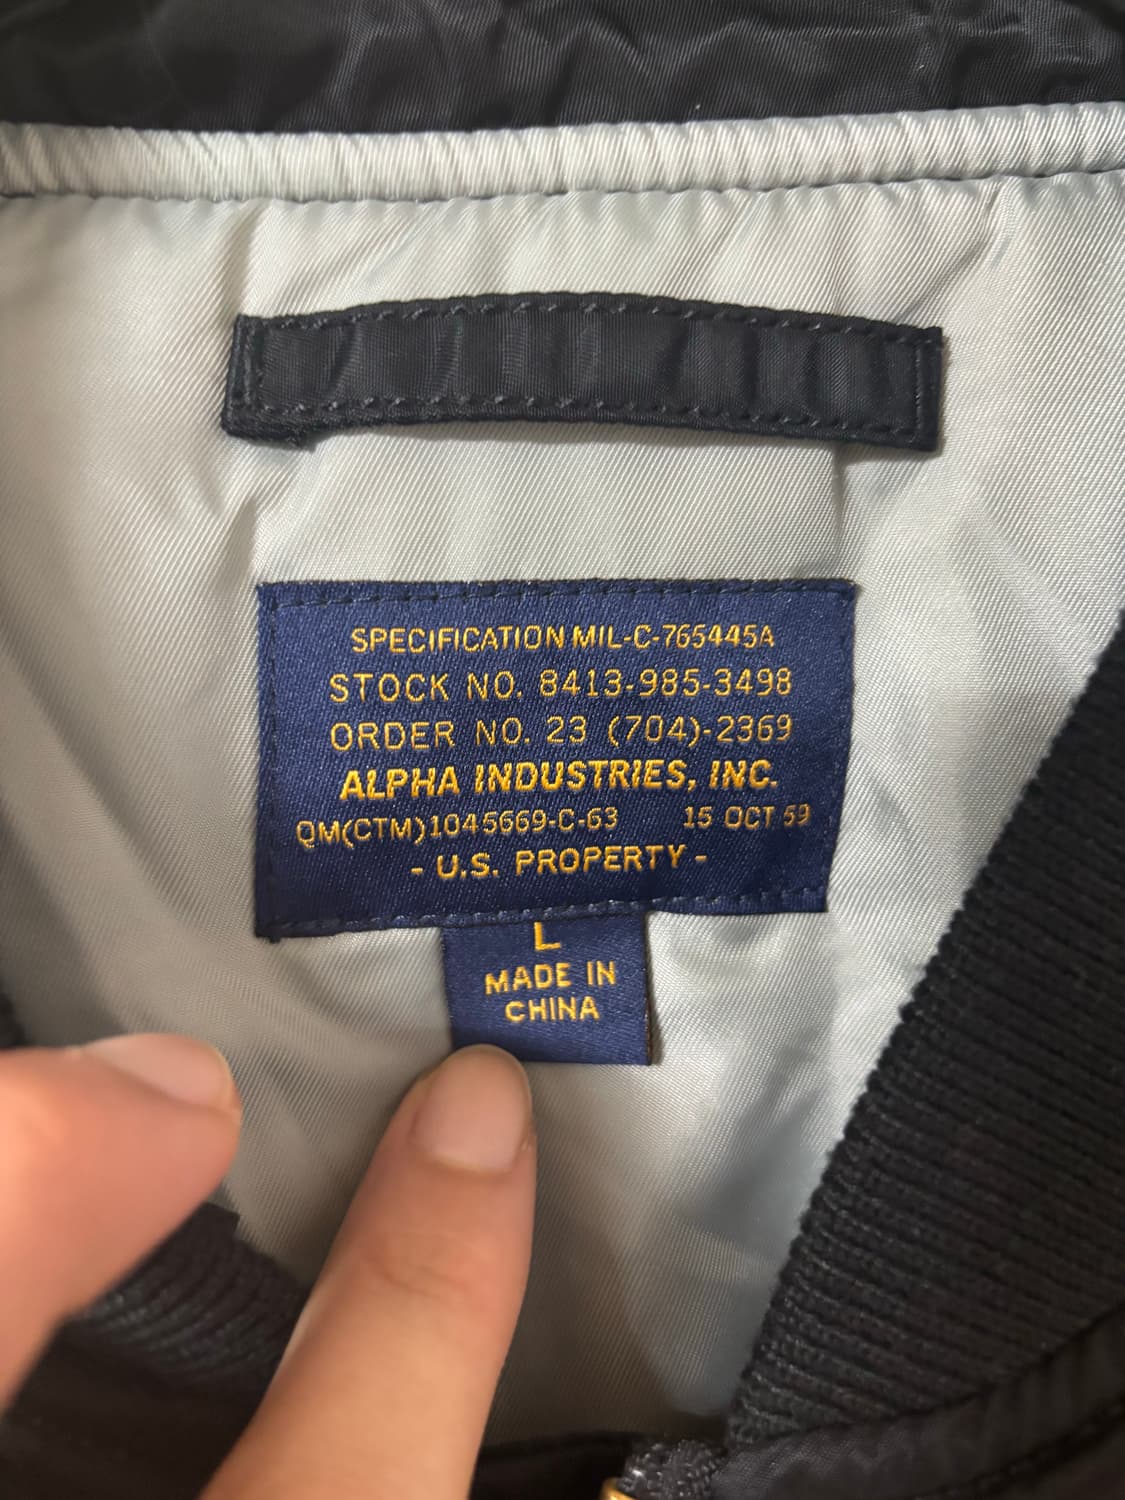 SPECIFICATION MIL-C-765445A
STOCK NO. 8413-985-3498
ORDER NO. 23 (704)-2369
ALPHA INDUSTRIES, INC.
QM(CTM)1045669-C-63 15 OCT 59
- U.S. PROPERTY -
L
MADE IN
CHINA